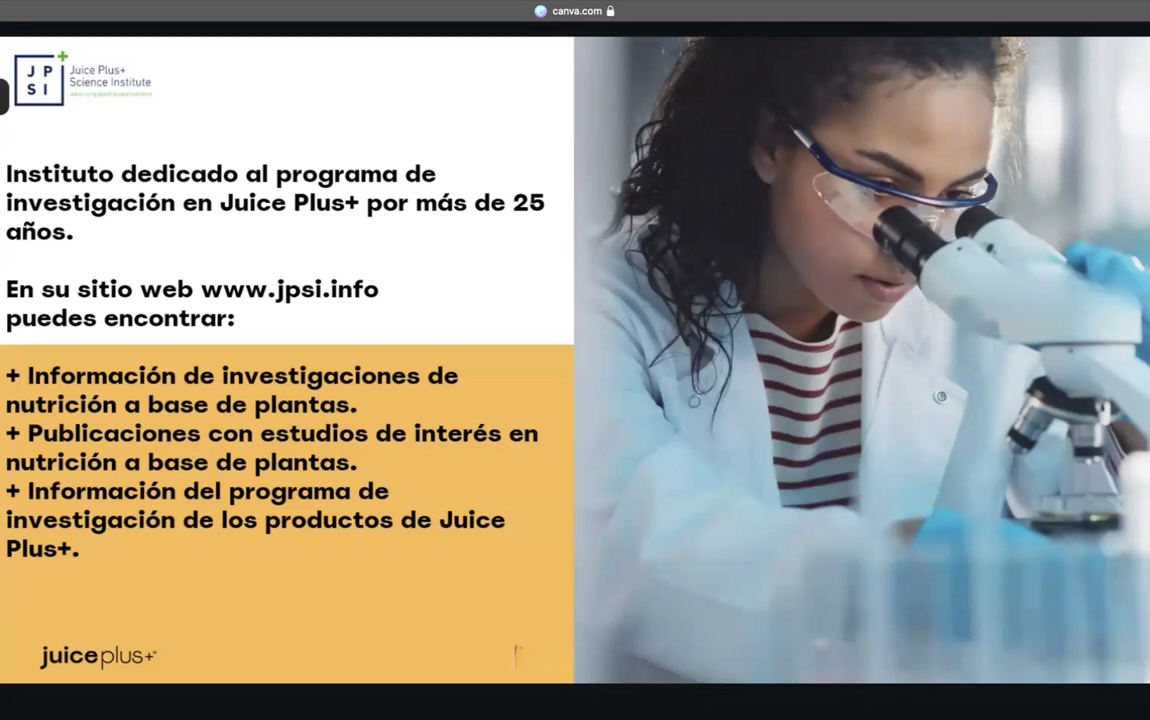 canva.com
J P
S I
Juice Plus+
Science Institute
Instituto dedicado al programa de
investigación en Juice Plus+ por más de 25
años.
En su sitio web www.jpsi.info
puedes encontrar:
+ Información de investigaciones de
nutrición a base de plantas.
+ Publicaciones con estudios de interés en
nutrición a base de plantas.
+ Información del programa de
investigación de los productos de Juice
Plus+.
juiceplus+